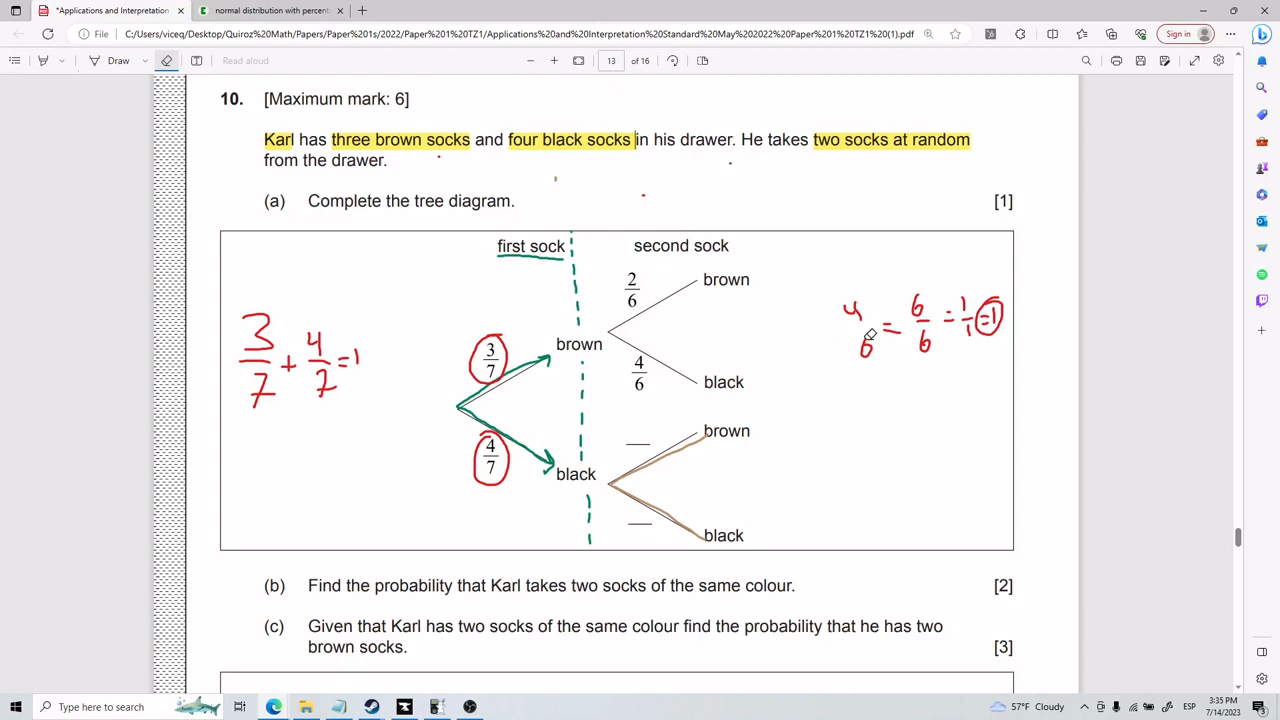 *Applications and Interpretation
normal distribution with percent
File
C:/Users/viceq/Desktop/Quiroz%20Math/Papers/Paper%201s/2022/Paper%201%20TZ1/Applications%20and%20Interpretation%20Standard%20May%202022%20Paper%201%20TZ1%20(1).pdf
Sign in
Draw
Read aloud
13 of 16
10. [Maximum mark: 6]
Karl has three brown socks and four black socks in his drawer. He takes two socks at random
from the drawer.
(a) Complete the tree diagram. [1]
first sock second sock
2/6 brown
3/7 brown
4/6 black
4/7 black
brown
black
3/7 + 4/7 = 1
4/6 = 6/6 = 1/1 = 1
(b) Find the probability that Karl takes two socks of the same colour. [2]
(c) Given that Karl has two socks of the same colour find the probability that he has two
brown socks. [3]
Type here to search
57°F Cloudy
ESP
3:35 PM
7/14/2023